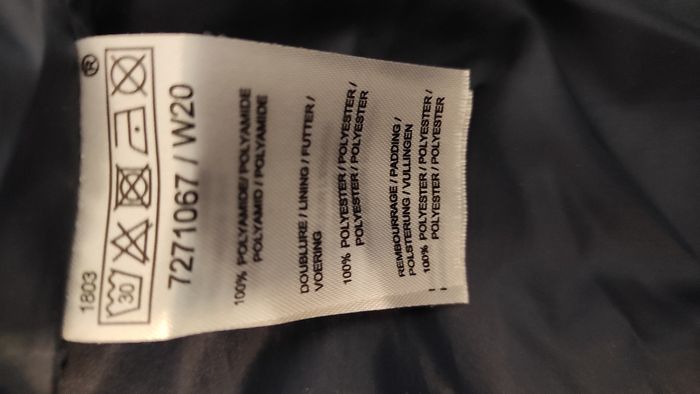 1803
®
30
7271067 / W20
100% POLYAMIDE/ POLYAMIDE
POLYAMID / POLYAMIDE
DOUBLURE / LINING / FUTTER /
VOERING
100% POLYESTER / POLYESTER /
POLYESTER / POLYESTER
REMBOURRAGE / PADDING /
POLSTERUNG / VULLINGEN
100% POLYESTER / POLYESTER /
POLYESTER / POLYESTER